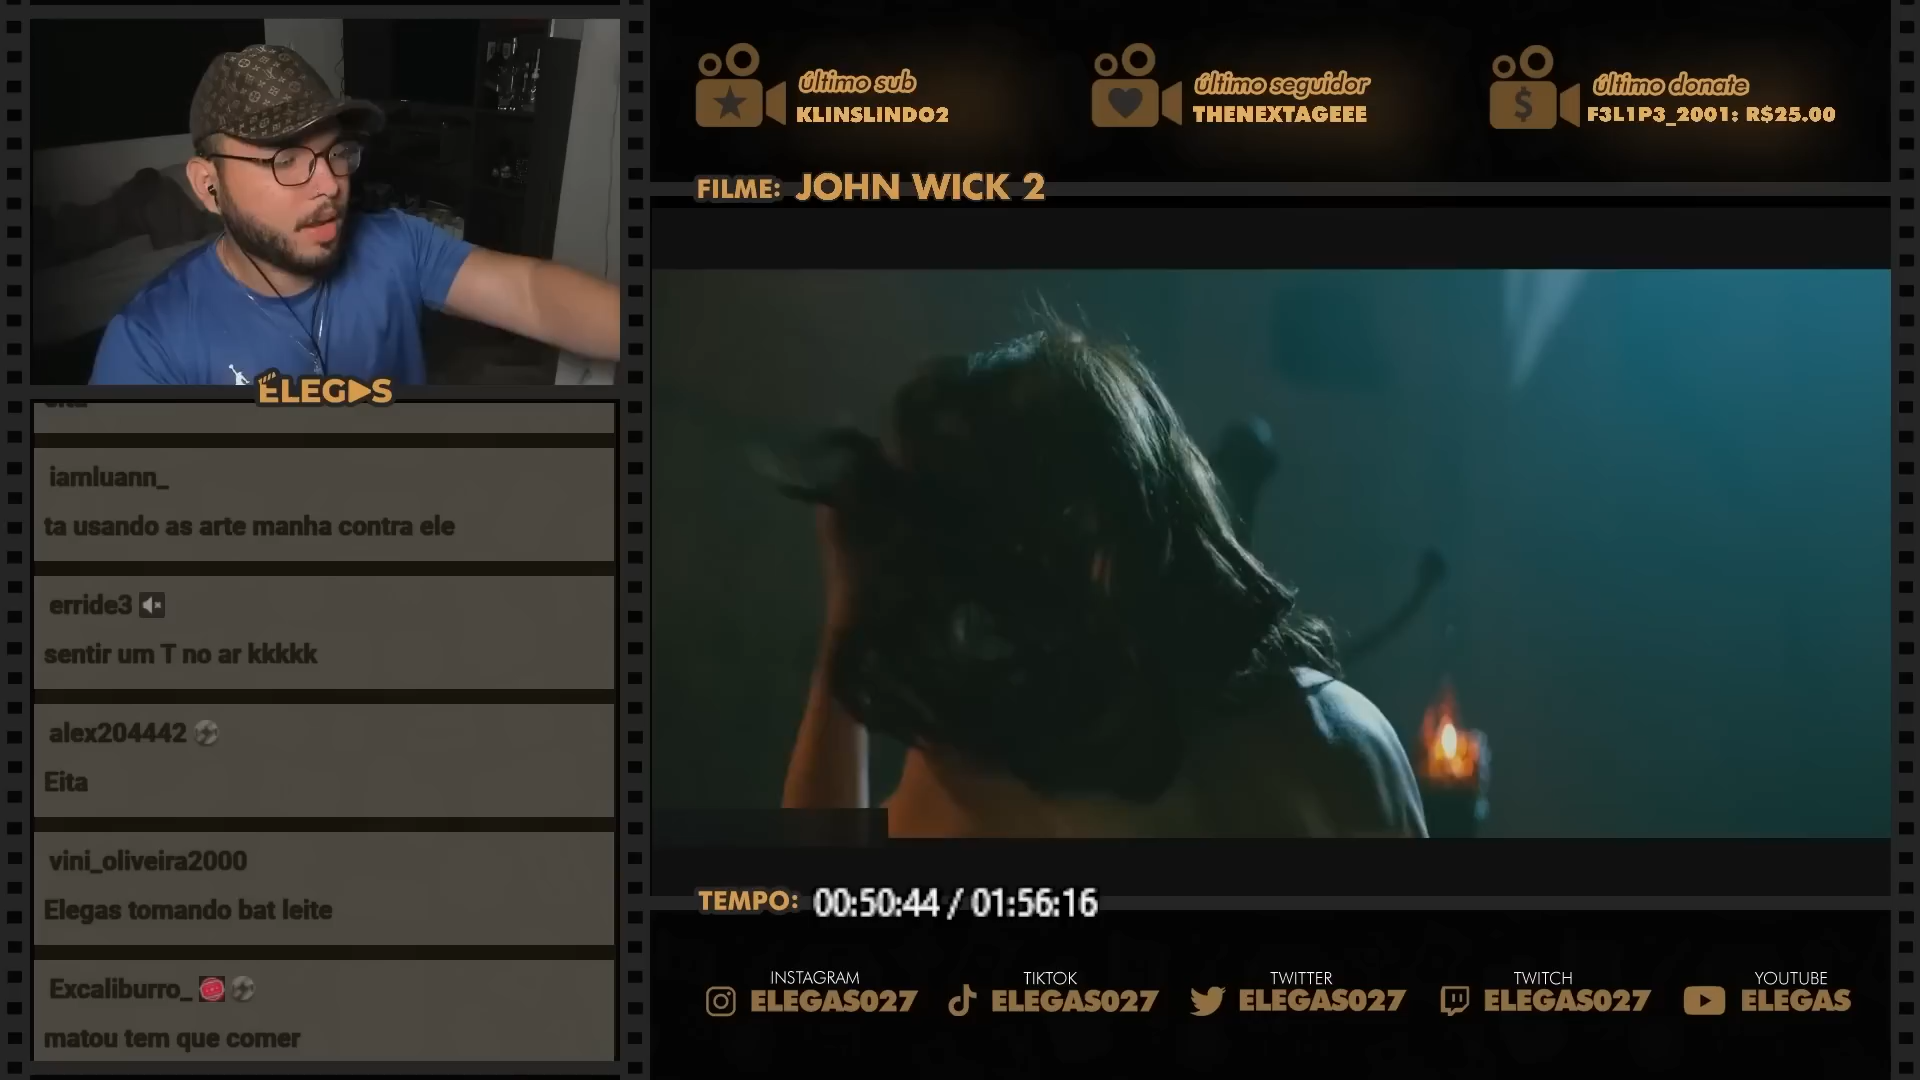 último sub
KLINSLINDO2
último seguidor
THENEXTAGEEE
último donate
F3L1P3_2001: R$25.00
FILME: JOHN WICK 2
ELEGAS
iamluann_
ta usando as arte manha contra ele
erride3
sentir um T no ar kkkkk
alex204442
Eita
vini_oliveira2000
Elegas tomando bat leite
Excaliburro_
matou tem que comer
TEMPO: 00:50:44 / 01:56:16
INSTAGRAM
ELEGAS027
TIKTOK
ELEGAS027
TWITTER
ELEGAS027
TWITCH
ELEGAS027
YOUTUBE
ELEGAS